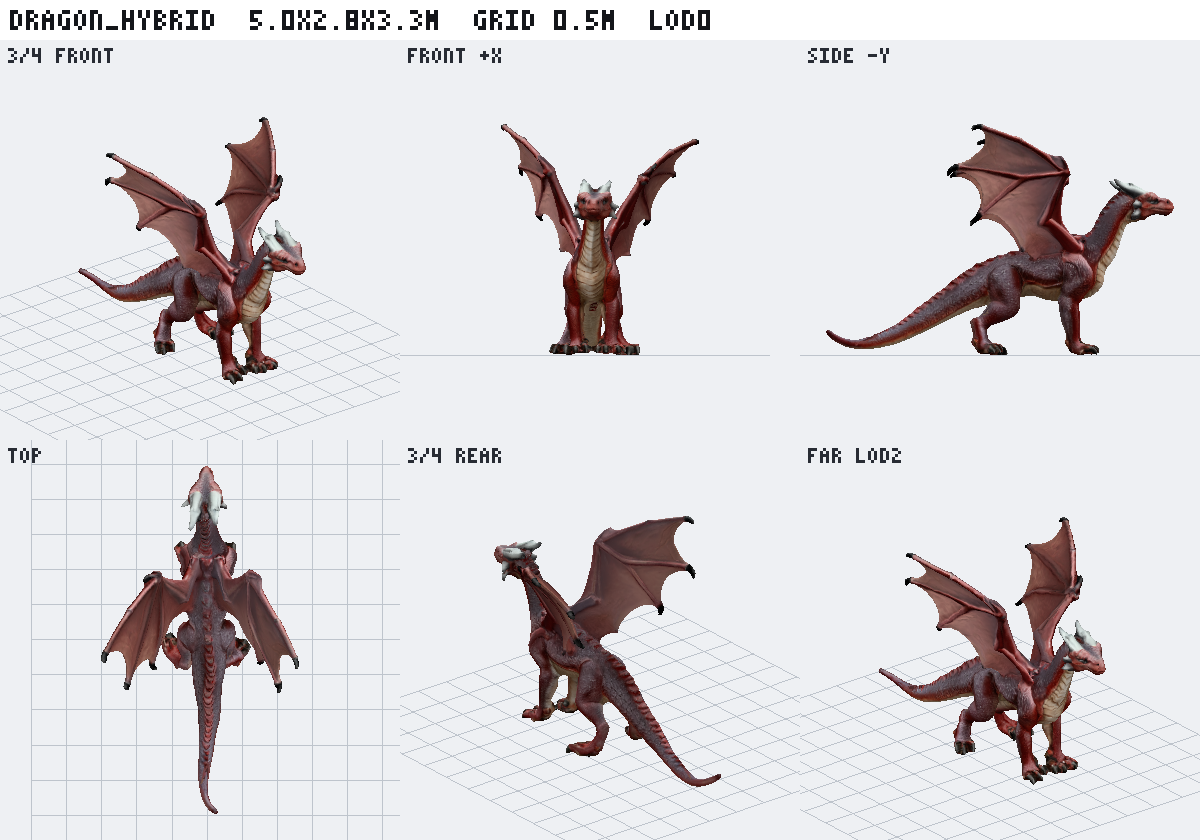 DRAGON_HYBRID 5.0X2.8X3.3M GRID 0.5M LOD0
3/4 FRONT
FRONT +X
SIDE -Y
TOP
3/4 REAR
FAR LOD2